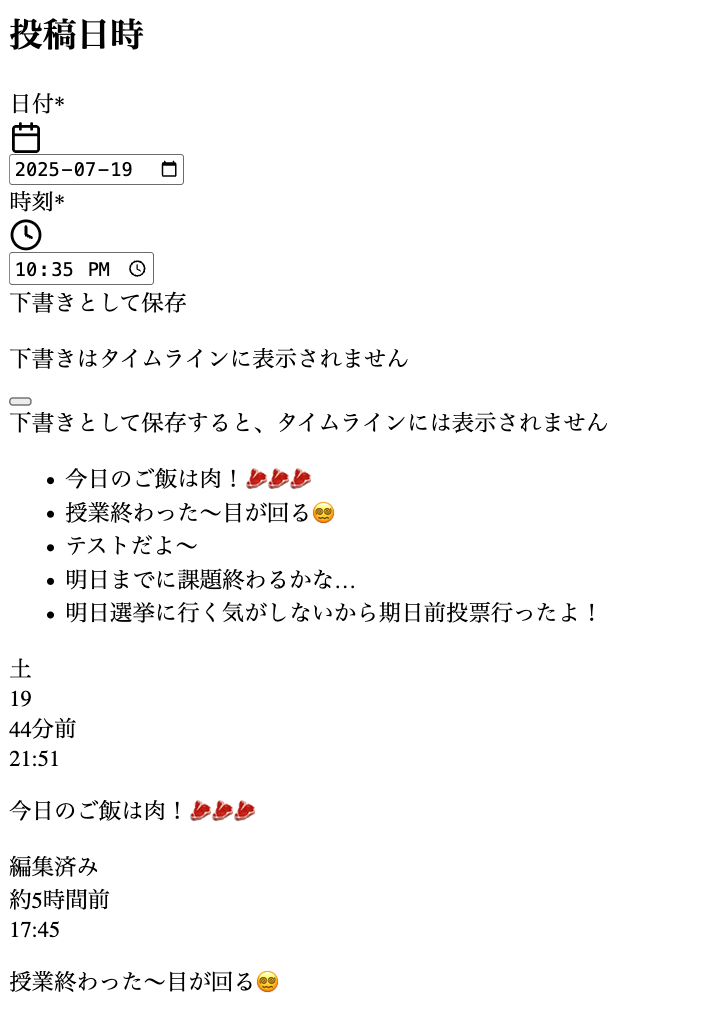 投稿日時
日付*
2025-07-19
時刻*
10:35 PM
下書きとして保存
下書きはタイムラインに表示されません
下書きとして保存すると、タイムラインには表示されません
• 今日のご飯は肉！🥩🥩🥩
• 授業終わった〜目が回る😵‍💫
• テストだよ〜
• 明日までに課題終わるかな…
• 明日選挙に行く気がしないから期日前投票行ったよ！
土
19
44分前
21:51
今日のご飯は肉！🥩🥩🥩
編集済み
約5時間前
17:45
授業終わった〜目が回る😵‍💫